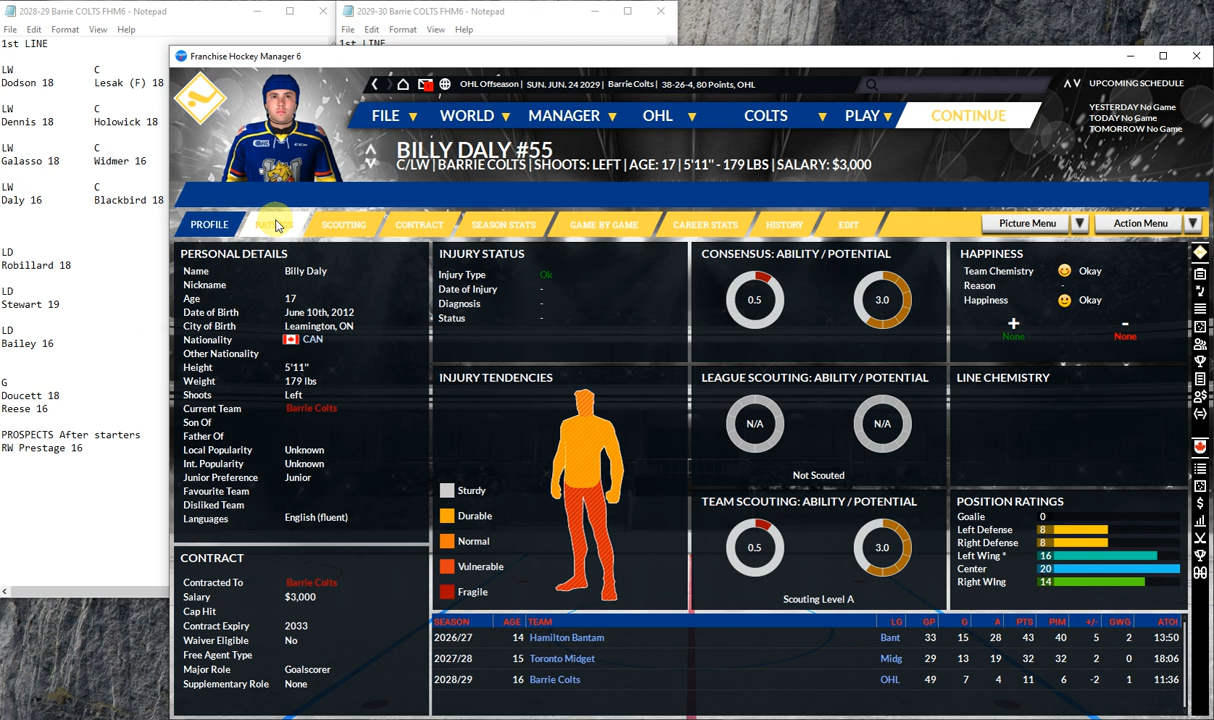 2028-29 Barrie COLTS FHM6 - Notepad
File Edit Format View Help
1st LINE
LW C
Dodson 18 Lesak (F) 18
LW C
Dennis 18 Holowick 18
LW C
Galasso 18 Widmer 16
LW C
Daly 16 Blackbird 18
LD
Robillard 18
LD
Stewart 19
LD
Bailey 16
G
Doucett 18
Reese 16
PROSPECTS After starters
RW Prestage 16
2029-30 Barrie COLTS FHM6 - Notepad
File Edit Format View Help
1st LINE
Franchise Hockey Manager 6
OHL Offseason | SUN. JUN. 24 2029 | Barrie Colts | 38-26-4, 80 Points, OHL
FILE WORLD MANAGER OHL COLTS PLAY CONTINUE
UPCOMING SCHEDULE
YESTERDAY No Game
TODAY No Game
TOMORROW No Game
BILLY DALY #55
C/LW | BARRIE COLTS | SHOOTS: LEFT | AGE: 17 | 5'11" - 179 LBS | SALARY: $3,000
PROFILE RATINGS SCOUTING CONTRACT SEASON STATS GAME BY GAME CAREER STATS HISTORY EDIT Picture Menu Action Menu
PERSONAL DETAILS
Name Billy Daly
Nickname
Age 17
Date of Birth June 10th, 2012
City of Birth Leamington, ON
Nationality CAN
Other Nationality
Height 5'11"
Weight 179 lbs
Shoots Left
Current Team Barrie Colts
Son Of
Father Of
Local Popularity Unknown
Int. Popularity Unknown
Junior Preference Junior
Favourite Team
Disliked Team
Languages English (fluent)
CONTRACT
Contracted To Barrie Colts
Salary $3,000
Cap Hit
Contract Expiry 2033
Waiver Eligible No
Free Agent Type
Major Role Goalscorer
Supplementary Role None
INJURY STATUS
Injury Type Ok
Date of Injury -
Diagnosis -
Status -
INJURY TENDENCIES
Sturdy
Durable
Normal
Vulnerable
Fragile
CONSENSUS: ABILITY / POTENTIAL
0.5 3.0
LEAGUE SCOUTING: ABILITY / POTENTIAL
N/A N/A
Not Scouted
TEAM SCOUTING: ABILITY / POTENTIAL
0.5 3.0
Scouting Level A
HAPPINESS
Team Chemistry Okay
Reason -
Happiness Okay
+ -
None None
LINE CHEMISTRY
POSITION RATINGS
Goalie 0
Left Defense 8
Right Defense 8
Left Wing * 16
Center 20
Right Wing 14
SEASON AGE TEAM LG GP G A PTS PIM +/- GWG ATOI
2026/27 14 Hamilton Bantam Bant 33 15 28 43 40 5 2 13:50
2027/28 15 Toronto Midget Midg 29 13 19 32 32 2 0 18:06
2028/29 16 Barrie Colts OHL 49 7 4 11 6 -2 1 11:36